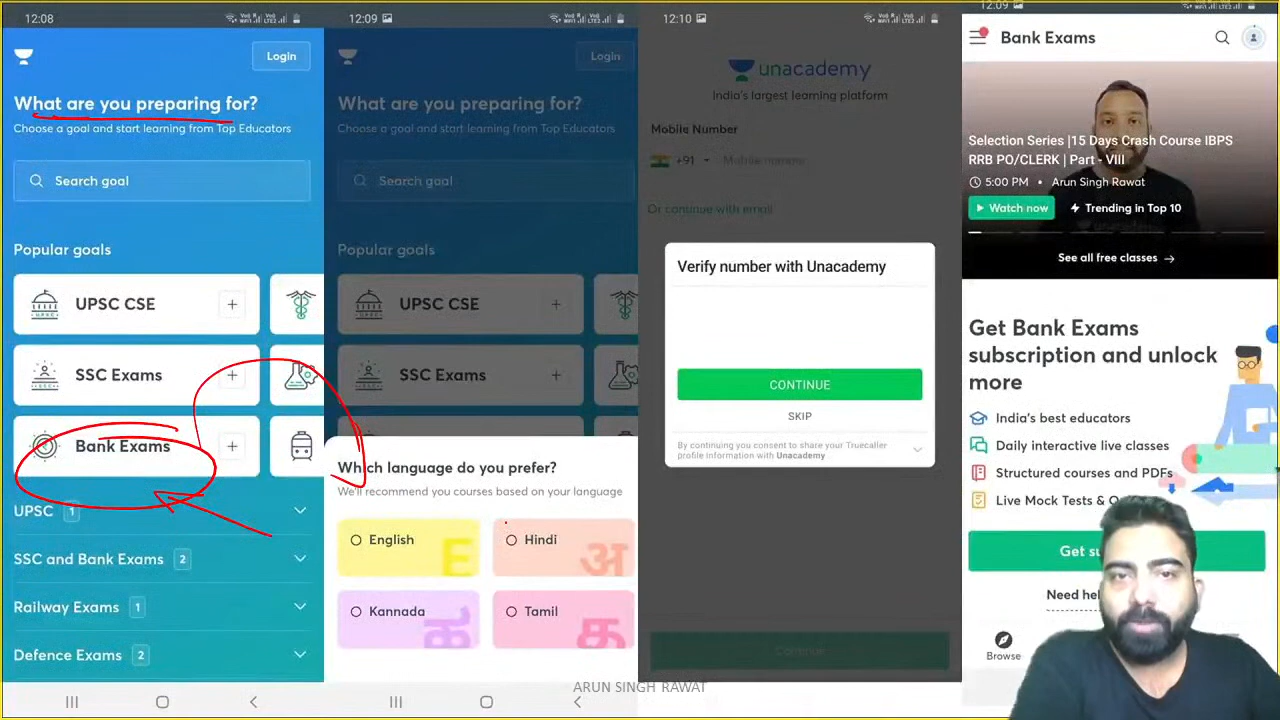 12:08
Login
What are you preparing for?
Choose a goal and start learning from Top Educators
Search goal
Popular goals
UPSC CSE
+
SSC Exams
+
Bank Exams
+
UPSC 1
SSC and Bank Exams 2
Railway Exams 1
Defence Exams 2
12:09
Login
What are you preparing for?
Choose a goal and start learning from Top Educators
Search goal
Popular goals
UPSC CSE
+
SSC Exams
+
Which language do you prefer?
We'll recommend you courses based on your language
English E
Hindi अ
Kannada
Tamil க
12:10
unacademy
India's largest learning platform
Mobile Number
+91 Mobile number
Or continue with email
Verify number with Unacademy
CONTINUE
SKIP
By continuing you consent to share your Truecaller
profile information with Unacademy
Continue
12:09
Bank Exams
Selection Series |15 Days Crash Course IBPS
RRB PO/CLERK | Part - VIII
5:00 PM • Arun Singh Rawat
Watch now Trending in Top 10
See all free classes →
Get Bank Exams
subscription and unlock
more
India's best educators
Daily interactive live classes
Structured courses and PDFs
Live Mock Tests & Q
Get su
Need hel
Browse
ARUN SINGH RAWAT